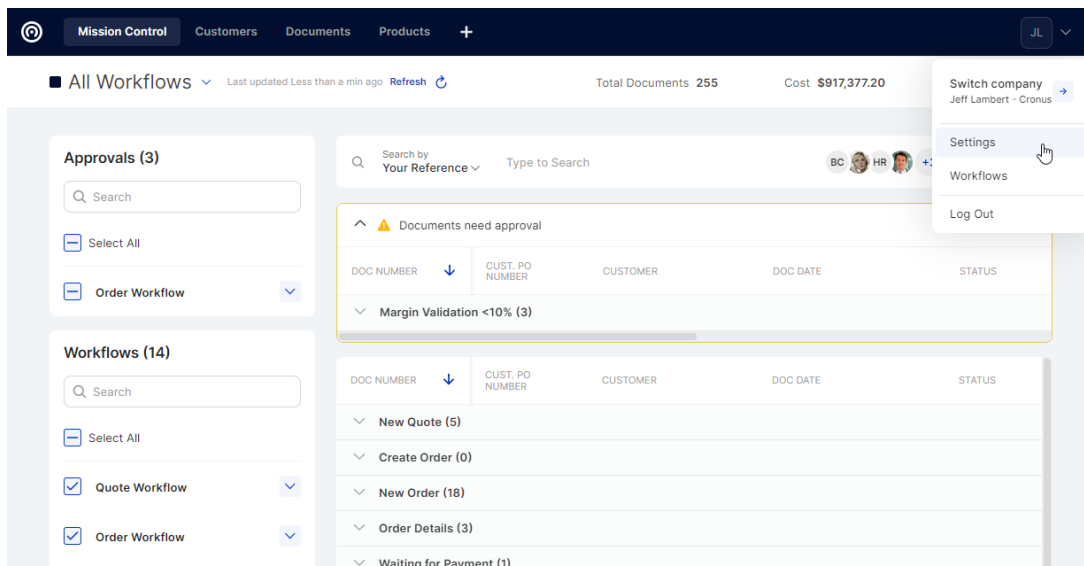 Mission Control Customers Documents Products JL
All Workflows Last updated Less than a min ago Refresh Total Documents 255 Cost $917,377.20
Switch company
Jeff Lambert - Cronus
Settings
Workflows
Log Out
Approvals (3)
Search
Select All
Order Workflow
Workflows (14)
Search
Select All
Quote Workflow
Order Workflow
Search by
Your Reference
Type to Search
BC HR
Documents need approval
DOC NUMBER CUST. PO NUMBER CUSTOMER DOC DATE STATUS
Margin Validation <10% (3)
DOC NUMBER CUST. PO NUMBER CUSTOMER DOC DATE STATUS
New Quote (5)
Create Order (0)
New Order (18)
Order Details (3)
Waiting for Payment (1)